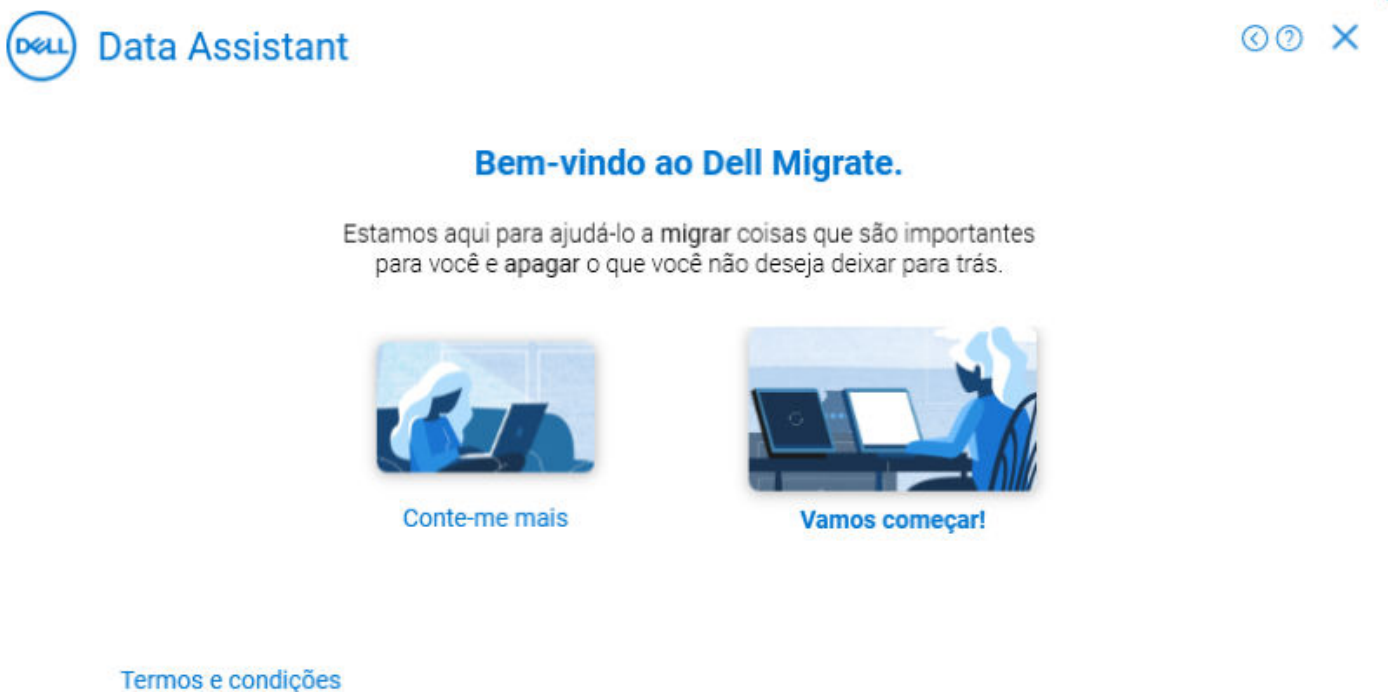 DELL Data Assistant
Bem-vindo ao Dell Migrate.
Estamos aqui para ajudá-lo a migrar coisas que são importantes
para você e apagar o que você não deseja deixar para trás.
Conte-me mais
Vamos começar!
Termos e condições